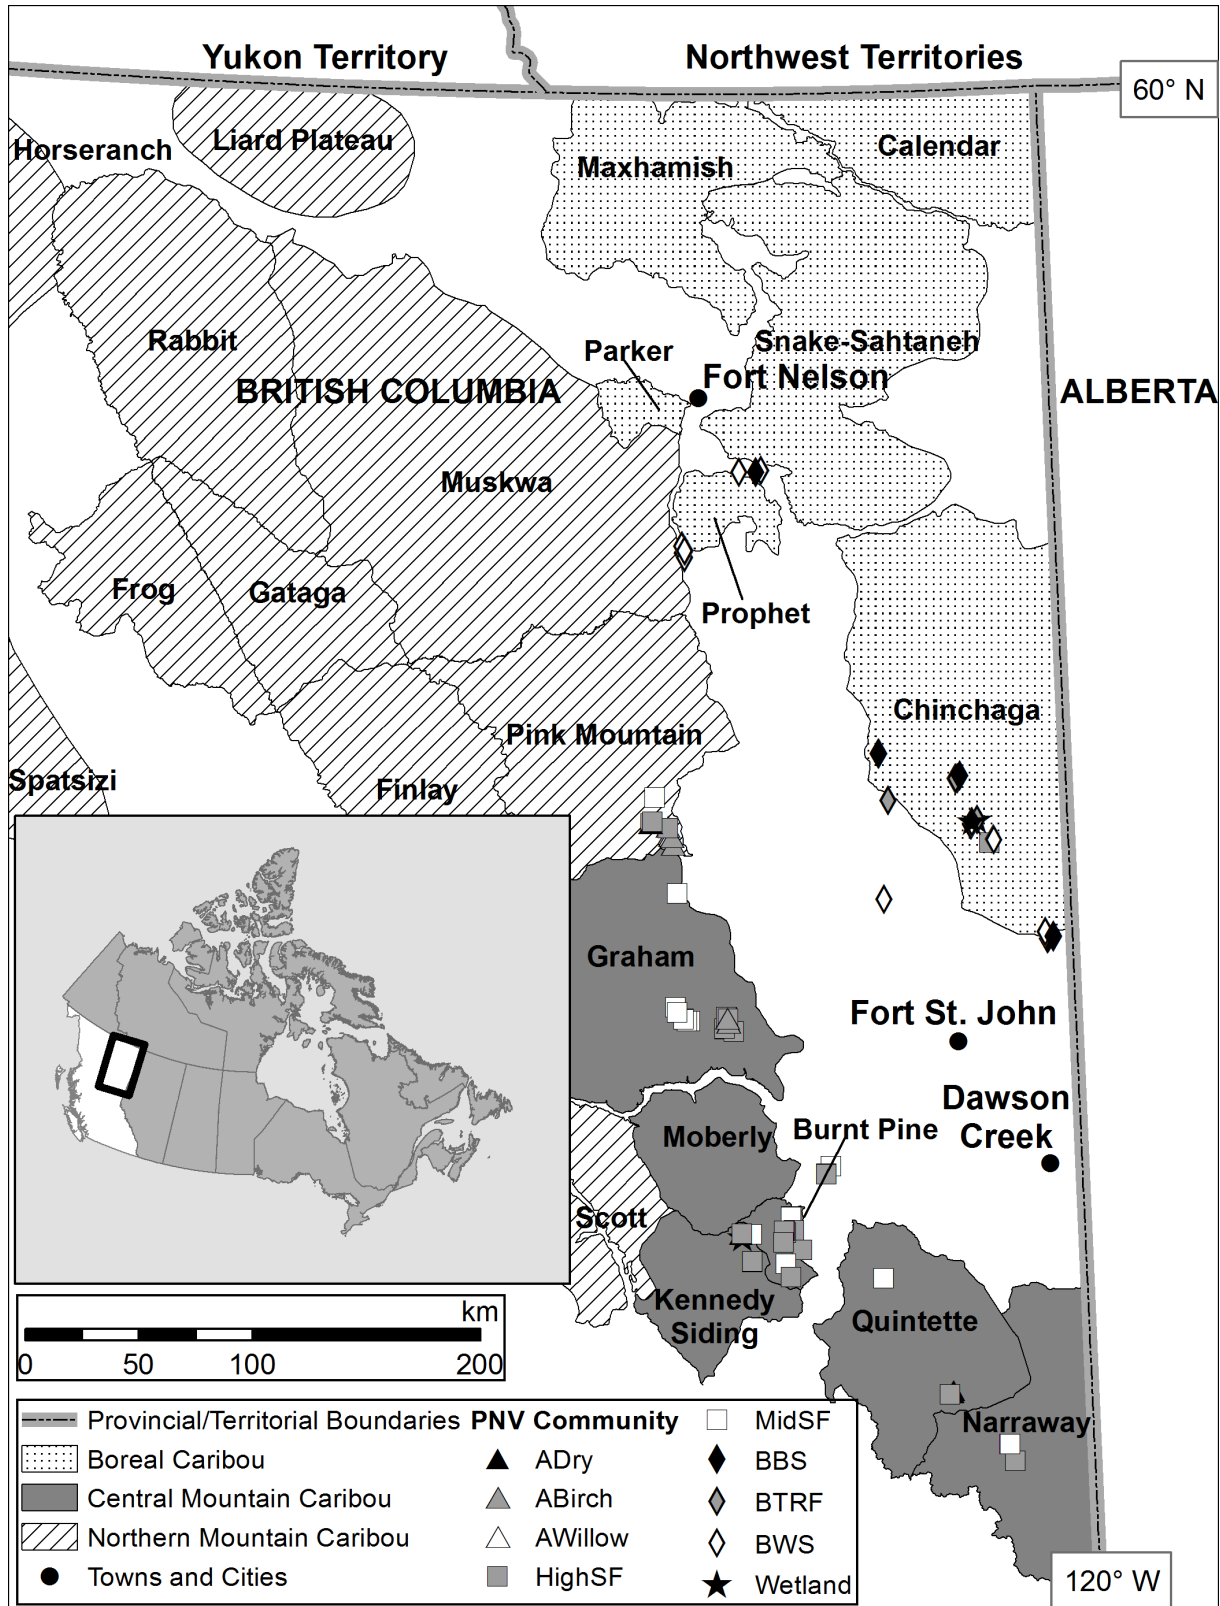 Yukon Territory
Northwest Territories
60° N
Horseranch
Liard Plateau
Maxhamish
Calendar
Rabbit
Parker
Snake-Sahtaneh
Fort Nelson
BRITISH COLUMBIA
ALBERTA
Muskwa
Frog
Gataga
Prophet
Chinchaga
Pink Mountain
Spatsizi
Finlay
Graham
Fort St. John
Dawson
Creek
Moberly
Burnt Pine
Scott
Kennedy
Siding
Quintette
Narraway
km
0 50 100 200
Provincial/Territorial Boundaries
Boreal Caribou
Central Mountain Caribou
Northern Mountain Caribou
Towns and Cities
PNV Community
ADry
ABirch
AWillow
HighSF
MidSF
BBS
BTRF
BWS
Wetland
120° W